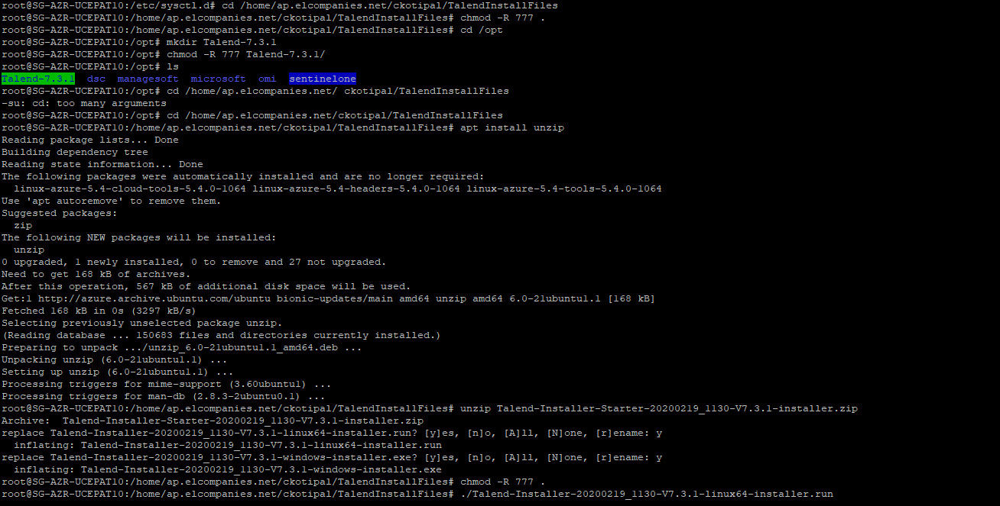 root@SG-AZR-UCEPAT10:/etc/sysctl.d# cd /home/ap.elcompanies.net/ckotipal/TalendInstallFiles
root@SG-AZR-UCEPAT10:/home/ap.elcompanies.net/ckotipal/TalendInstallFiles# chmod -R 777 .
root@SG-AZR-UCEPAT10:/home/ap.elcompanies.net/ckotipal/TalendInstallFiles# cd /opt
root@SG-AZR-UCEPAT10:/opt# mkdir Talend-7.3.1
root@SG-AZR-UCEPAT10:/opt# chmod -R 777 Talend-7.3.1/
root@SG-AZR-UCEPAT10:/opt# ls
Talend-7.3.1  dsc  managesoft  microsoft  omi  sentinelone
root@SG-AZR-UCEPAT10:/opt# cd /home/ap.elcompanies.net/ ckotipal/TalendInstallFiles
-su: cd: too many arguments
root@SG-AZR-UCEPAT10:/opt# cd /home/ap.elcompanies.net/ckotipal/TalendInstallFiles
root@SG-AZR-UCEPAT10:/home/ap.elcompanies.net/ckotipal/TalendInstallFiles# apt install unzip
Reading package lists... Done
Building dependency tree
Reading state information... Done
The following packages were automatically installed and are no longer required:
  linux-azure-5.4-cloud-tools-5.4.0-1064 linux-azure-5.4-headers-5.4.0-1064 linux-azure-5.4-tools-5.4.0-1064
Use 'apt autoremove' to remove them.
Suggested packages:
  zip
The following NEW packages will be installed:
  unzip
0 upgraded, 1 newly installed, 0 to remove and 27 not upgraded.
Need to get 168 kB of archives.
After this operation, 567 kB of additional disk space will be used.
Get:1 http://azure.archive.ubuntu.com/ubuntu bionic-updates/main amd64 unzip amd64 6.0-21ubuntu1.1 [168 kB]
Fetched 168 kB in 0s (3297 kB/s)
Selecting previously unselected package unzip.
(Reading database ... 150683 files and directories currently installed.)
Preparing to unpack .../unzip_6.0-21ubuntu1.1_amd64.deb ...
Unpacking unzip (6.0-21ubuntu1.1) ...
Setting up unzip (6.0-21ubuntu1.1) ...
Processing triggers for mime-support (3.60ubuntu1) ...
Processing triggers for man-db (2.8.3-2ubuntu0.1) ...
root@SG-AZR-UCEPAT10:/home/ap.elcompanies.net/ckotipal/TalendInstallFiles# unzip Talend-Installer-Starter-20200219_1130-V7.3.1-installer.zip
Archive:  Talend-Installer-Starter-20200219_1130-V7.3.1-installer.zip
replace Talend-Installer-20200219_1130-V7.3.1-linux64-installer.run? [y]es, [n]o, [A]ll, [N]one, [r]ename: y
  inflating: Talend-Installer-20200219_1130-V7.3.1-linux64-installer.run
replace Talend-Installer-20200219_1130-V7.3.1-windows-installer.exe? [y]es, [n]o, [A]ll, [N]one, [r]ename: y
  inflating: Talend-Installer-20200219_1130-V7.3.1-windows-installer.exe
root@SG-AZR-UCEPAT10:/home/ap.elcompanies.net/ckotipal/TalendInstallFiles# chmod -R 777 .
root@SG-AZR-UCEPAT10:/home/ap.elcompanies.net/ckotipal/TalendInstallFiles# ./Talend-Installer-20200219_1130-V7.3.1-linux64-installer.run